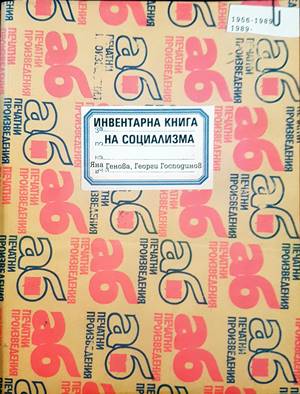 1956-1989
1989-
ИНВЕНТАРНА КНИГА
НА СОЦИАЛИЗМА
Яна Генова, Георги Господинов
аб
ПЕЧАТНИ
ПРОИЗВЕДЕНИЯ